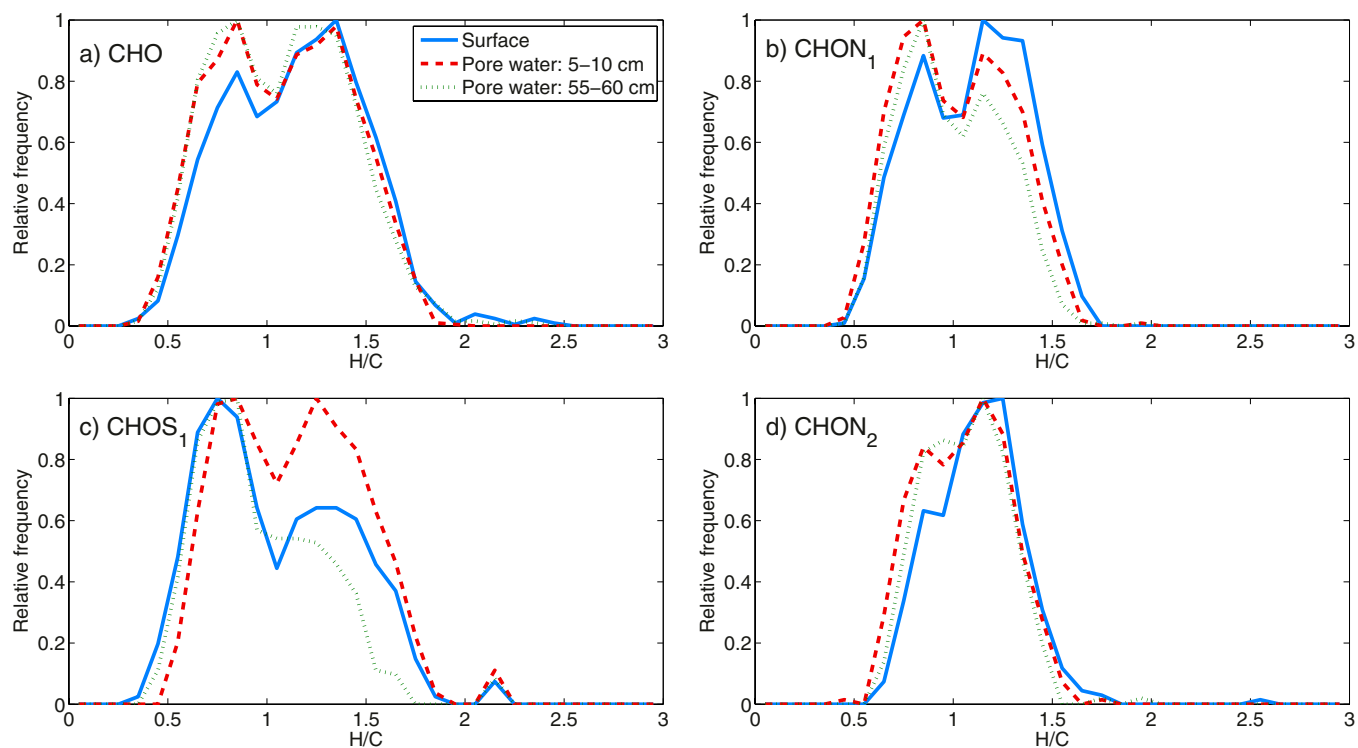 a) CHO
Surface
Pore water: 5−10 cm
Pore water: 55−60 cm
Relative frequency
1
0.8
0.6
0.4
0.2
0
0 0.5 1 1.5 2 2.5 3
H/C
b) CHON1
Relative frequency
1
0.8
0.6
0.4
0.2
0
0 0.5 1 1.5 2 2.5 3
H/C
c) CHOS1
Relative frequency
1
0.8
0.6
0.4
0.2
0
0 0.5 1 1.5 2 2.5 3
H/C
d) CHON2
Relative frequency
1
0.8
0.6
0.4
0.2
0
0 0.5 1 1.5 2 2.5 3
H/C